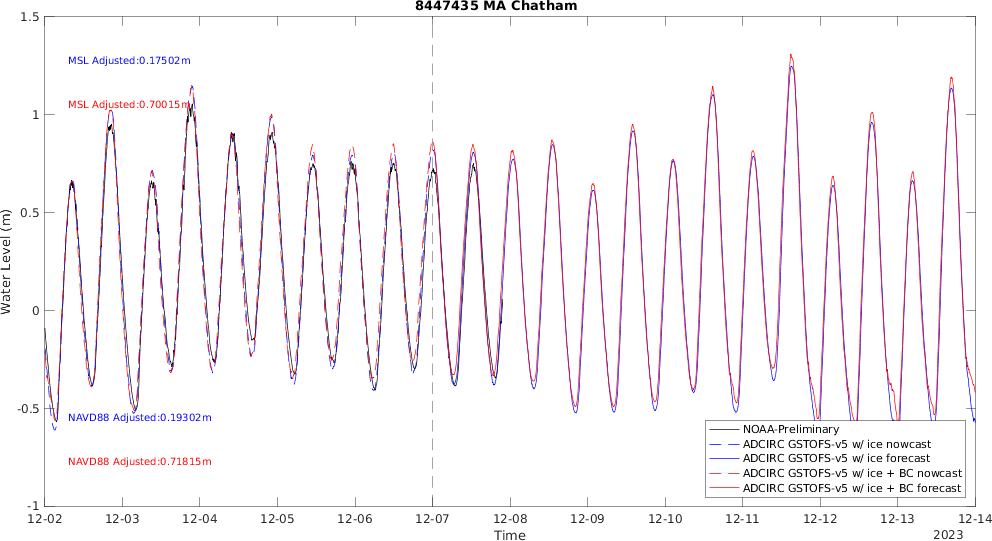 8447435 MA Chatham
1.5
MSL Adjusted:0.17502m
MSL Adjusted:0.70015m
1
0.5
Water Level (m)
0
-0.5
NAVD88 Adjusted:0.19302m
NAVD88 Adjusted:0.71815m
NOAA-Preliminary
ADCIRC GSTOFS-v5 w/ ice nowcast
ADCIRC GSTOFS-v5 w/ ice forecast
ADCIRC GSTOFS-v5 w/ ice + BC nowcast
ADCIRC GSTOFS-v5 w/ ice + BC forecast
-1
12-02 12-03 12-04 12-05 12-06 12-07 12-08 12-09 12-10 12-11 12-12 12-13 12-14
Time
2023